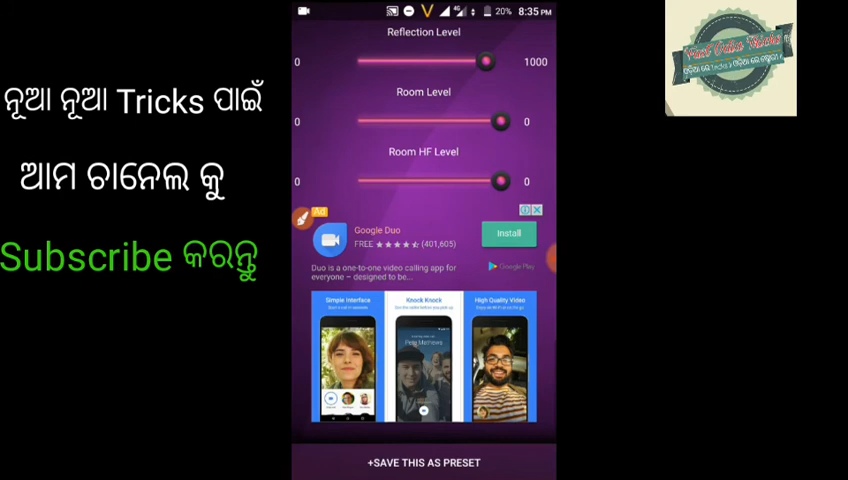 ନୂଆ ନୂଆ Tricks ପାଇଁ
ଆମ ଚାନେଲ କୁ
Subscribe କରନ୍ତୁ
20% 8:35 PM
Reflection Level
0 1000
Room Level
0 0
Room HF Level
0 0
Ad
Google Duo
FREE (401,605)
Install
Google Play
Duo is a one-to-one video calling app for
everyone – designed to be...
Simple Interface
Knock Knock
High Quality Video
Pete Mathews
+SAVE THIS AS PRESET